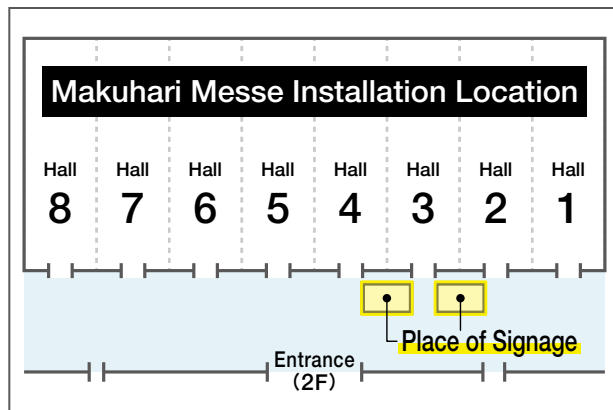 Makuhari Messe Installation Location
Hall Hall Hall Hall Hall Hall Hall Hall
8 7 6 5 4 3 2 1
Place of Signage
Entrance
(2F)